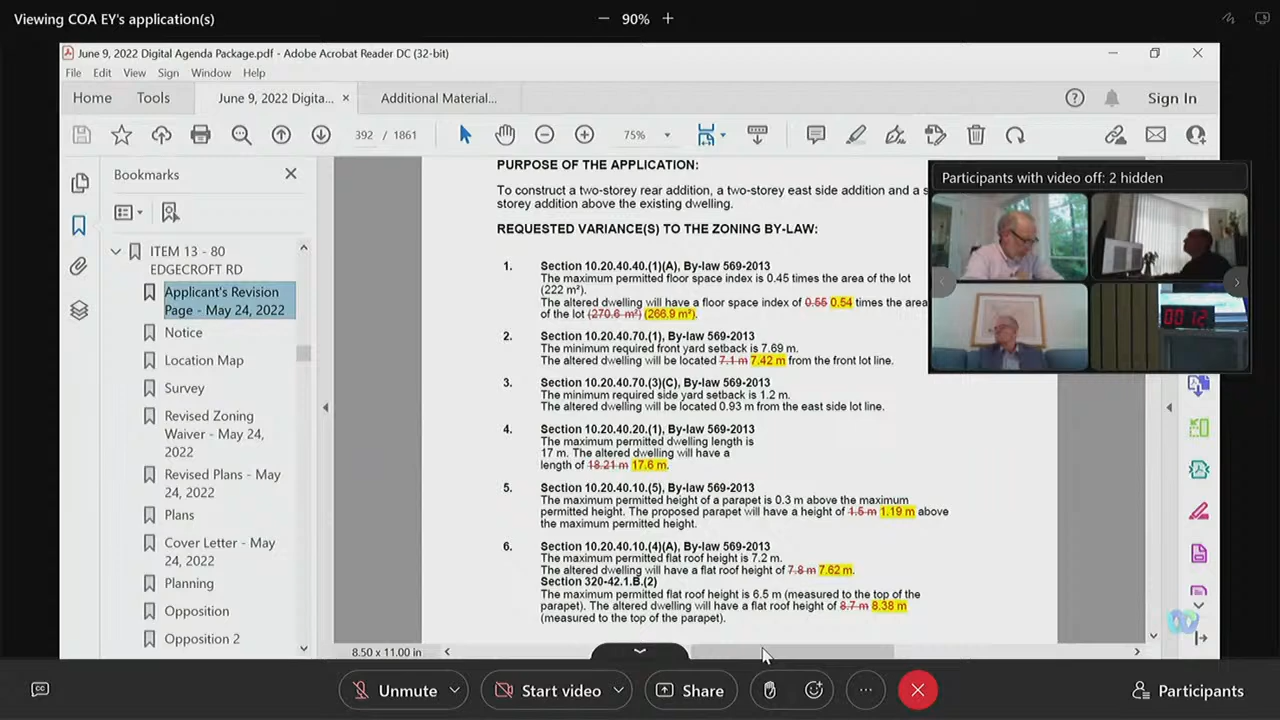 Viewing COA EY's application(s)
90%
June 9, 2022 Digital Agenda Package.pdf - Adobe Acrobat Reader DC (32-bit)
File Edit View Sign Window Help
Home Tools June 9, 2022 Digita... Additional Material... Sign In
392 / 1861 75%
Bookmarks
ITEM 13 - 80
EDGECROFT RD
Applicant's Revision
Page - May 24, 2022
Notice
Location Map
Survey
Revised Zoning
Waiver - May 24,
2022
Revised Plans - May
24, 2022
Plans
Cover Letter - May
24, 2022
Planning
Opposition
Opposition 2
PURPOSE OF THE APPLICATION:
To construct a two-storey rear addition, a two-storey east side addition and a s
storey addition above the existing dwelling.
REQUESTED VARIANCE(S) TO THE ZONING BY-LAW:
1. Section 10.20.40.40.(1)(A), By-law 569-2013
The maximum permitted floor space index is 0.45 times the area of the lot
(222 m²).
The altered dwelling will have a floor space index of 0.55 0.54 times the area
of the lot (270.6 m²) (266.9 m²).
2. Section 10.20.40.70.(1), By-law 569-2013
The minimum required front yard setback is 7.69 m.
The altered dwelling will be located 7.1 m 7.42 m from the front lot line.
3. Section 10.20.40.70.(3)(C), By-law 569-2013
The minimum required side yard setback is 1.2 m.
The altered dwelling will be located 0.93 m from the east side lot line.
4. Section 10.20.40.20.(1), By-law 569-2013
The maximum permitted dwelling length is
17 m. The altered dwelling will have a
length of 18.21 m 17.6 m.
5. Section 10.20.40.10.(5), By-law 569-2013
The maximum permitted height of a parapet is 0.3 m above the maximum
permitted height. The proposed parapet will have a height of 1.5 m 1.19 m above
the maximum permitted height.
6. Section 10.20.40.10.(4)(A), By-law 569-2013
The maximum permitted flat roof height is 7.2 m.
The altered dwelling will have a flat roof height of 7.8 m 7.62 m.
Section 320-42.1.B.(2)
The maximum permitted flat roof height is 6.5 m (measured to the top of the
parapet). The altered dwelling will have a flat roof height of 8.7 m 8.38 m
(measured to the top of the parapet).
Participants with video off: 2 hidden
00 12
8.50 x 11.00 in
Unmute Start video Share Participants